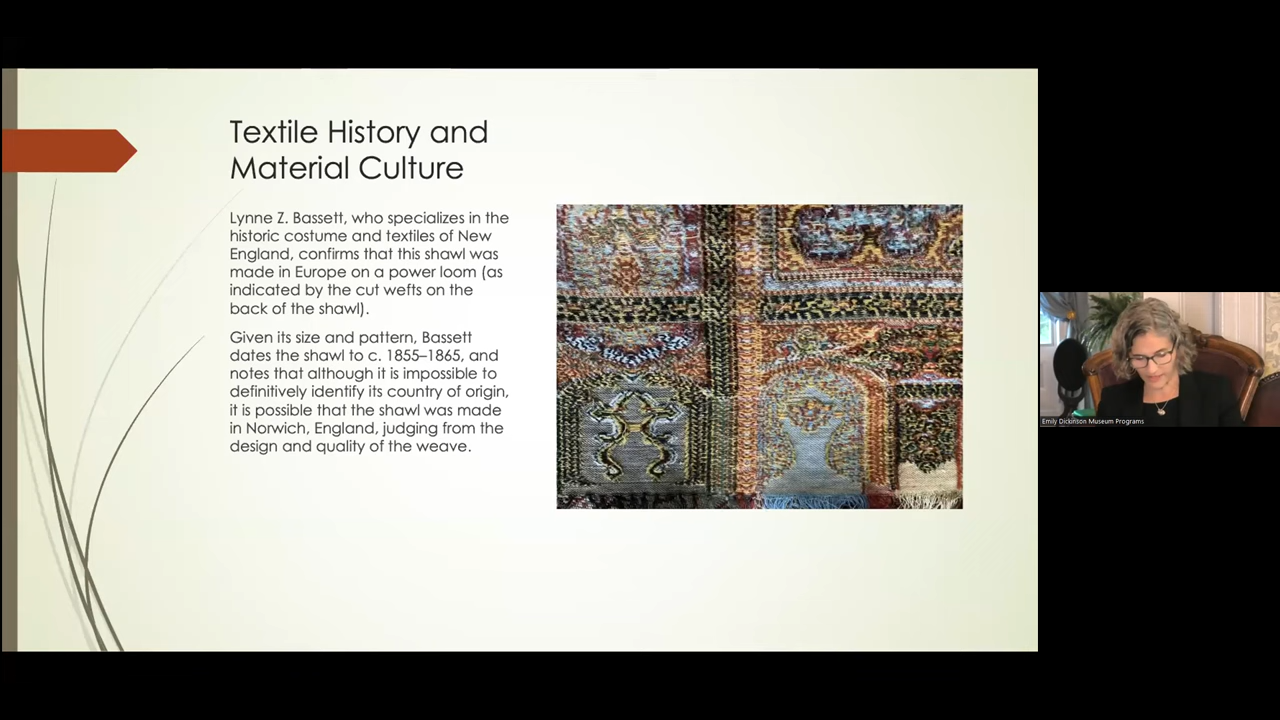 Textile History and
Material Culture
Lynne Z. Bassett, who specializes in the
historic costume and textiles of New
England, confirms that this shawl was
made in Europe on a power loom (as
indicated by the cut wefts on the
back of the shawl).
Given its size and pattern, Bassett
dates the shawl to c. 1855–1865, and
notes that although it is impossible to
definitively identify its country of origin,
it is possible that the shawl was made
in Norwich, England, judging from the
design and quality of the weave.
Emily Dickinson Museum Programs